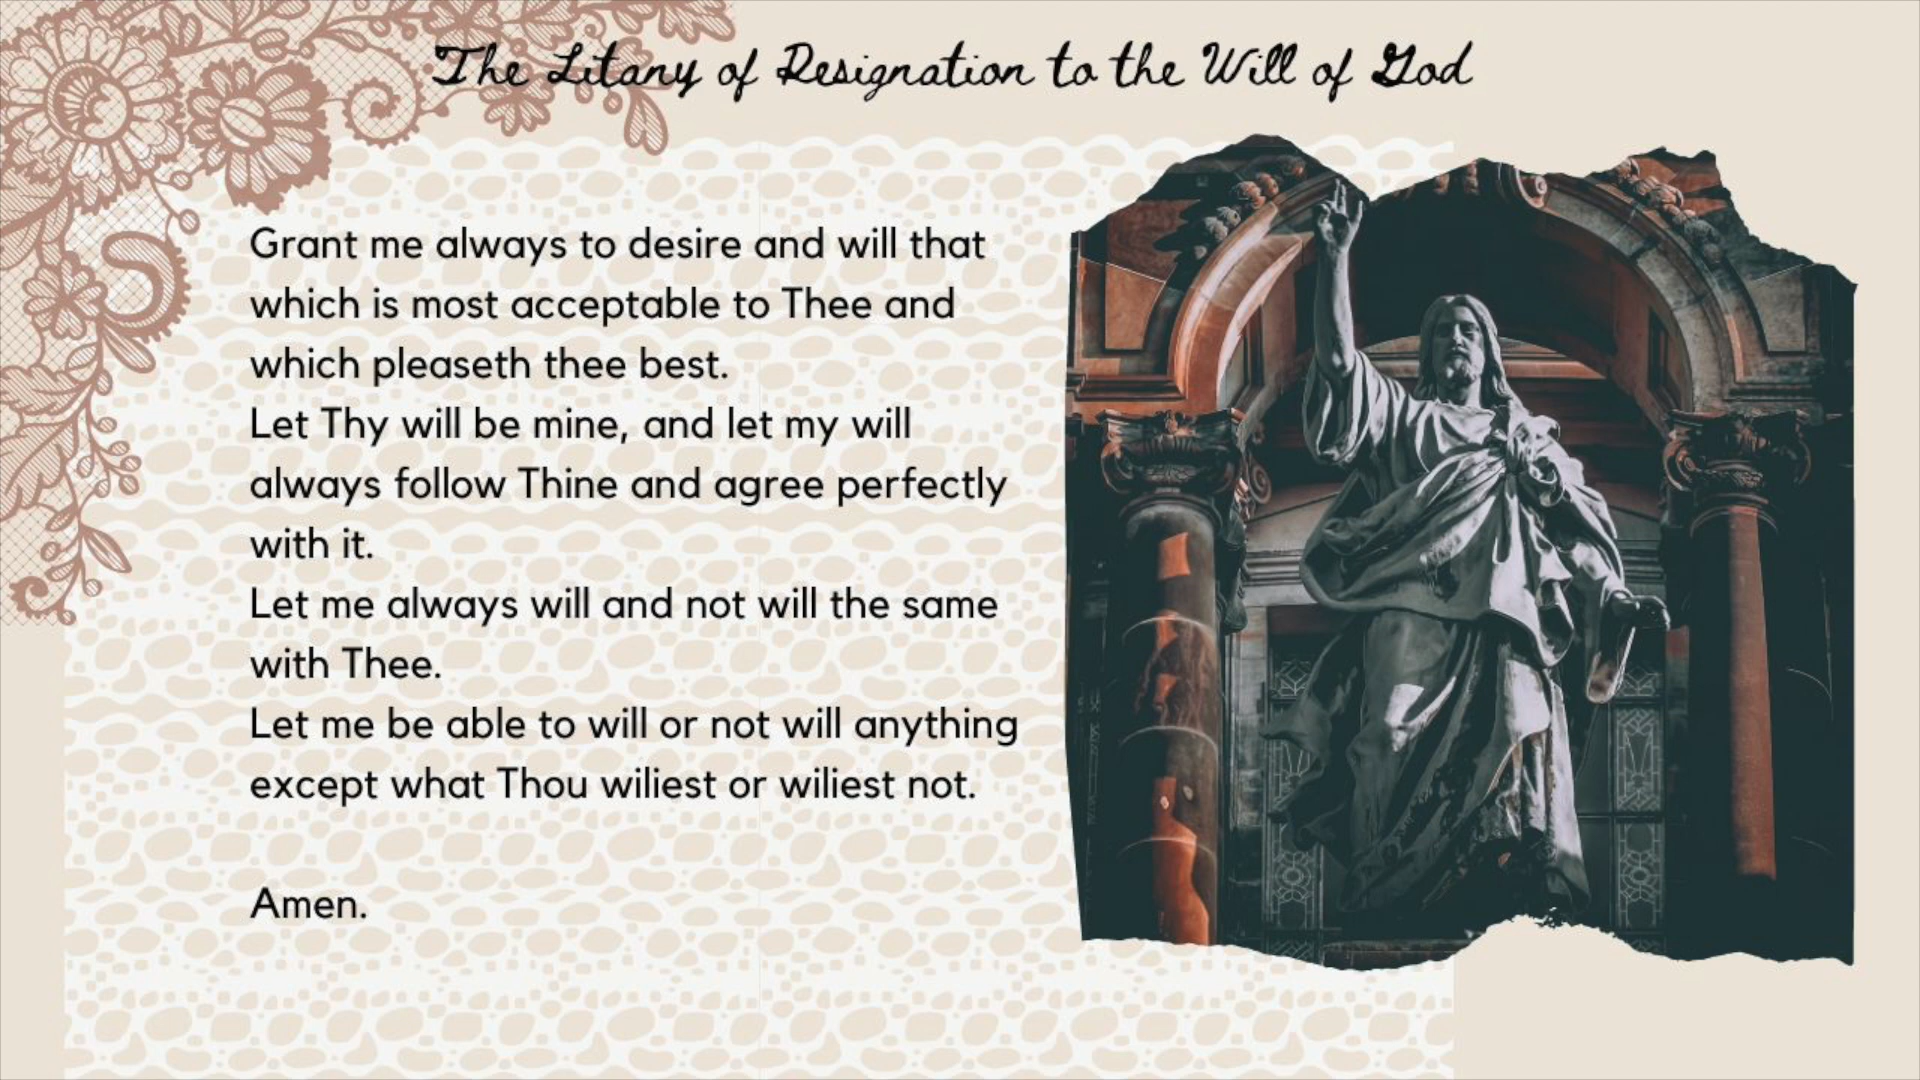 The Litany of Resignation to the Will of God
Grant me always to desire and will that
which is most acceptable to Thee and
which pleaseth thee best.
Let Thy will be mine, and let my will
always follow Thine and agree perfectly
with it.
Let me always will and not will the same
with Thee.
Let me be able to will or not will anything
except what Thou wiliest or wiliest not.
Amen.